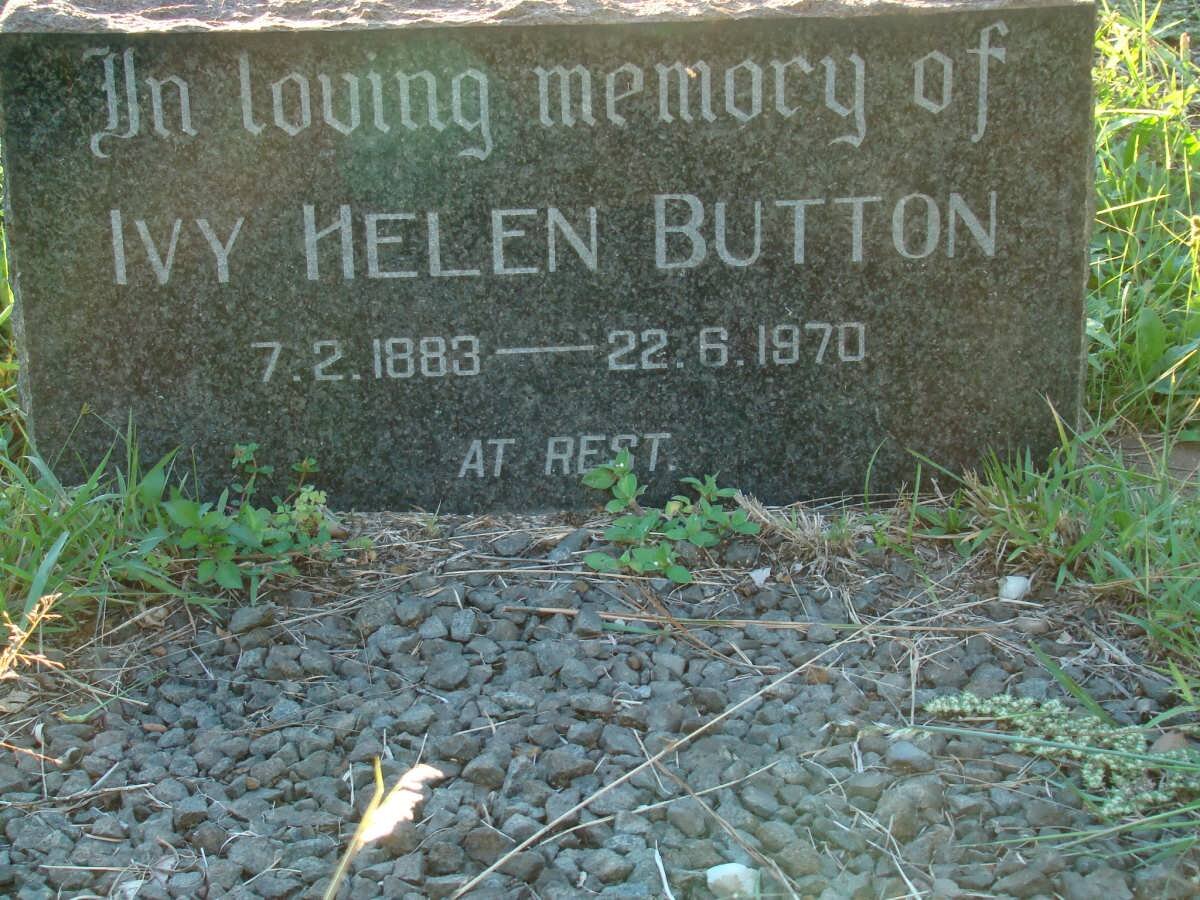 In loving memory of
IVY HELEN BUTTON
7.2.1883 — 22.6.1970
AT REST.